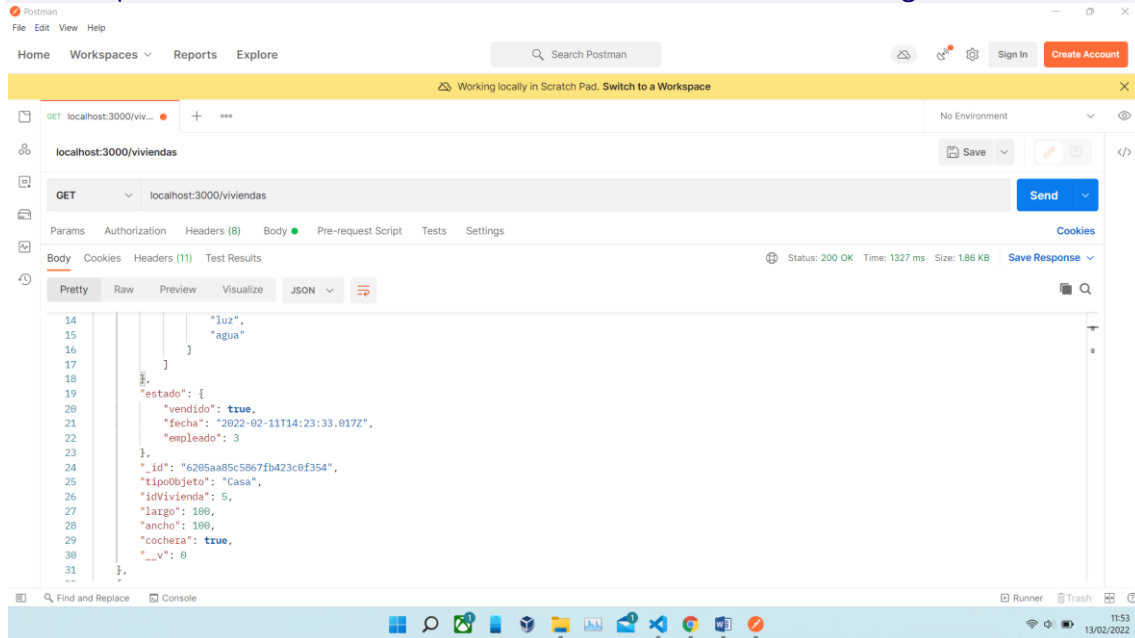 Postman
File Edit View Help
Home Workspaces Reports Explore Search Postman Sign In Create Account
Working locally in Scratch Pad. Switch to a Workspace
GET localhost:3000/viv... No Environment
localhost:3000/viviendas Save
GET localhost:3000/viviendas Send
Params Authorization Headers (8) Body Pre-request Script Tests Settings Cookies
Body Cookies Headers (11) Test Results Status: 200 OK Time: 1327 ms Size: 1.86 KB Save Response
Pretty Raw Preview Visualize JSON
14 "luz",
15 "agua"
16 ]
17 ]
18 },
19 "estado": {
20 "vendido": true,
21 "fecha": "2022-02-11T14:23:33.017Z",
22 "empleado": 3
23 },
24 "_id": "6205aa85c5867fb423c0f354",
25 "tipoObjeto": "Casa",
26 "idVivienda": 5,
27 "largo": 100,
28 "ancho": 100,
29 "cochera": true,
30 "__v": 0
31 },
Find and Replace Console Runner Trash
11:53
13/02/2022